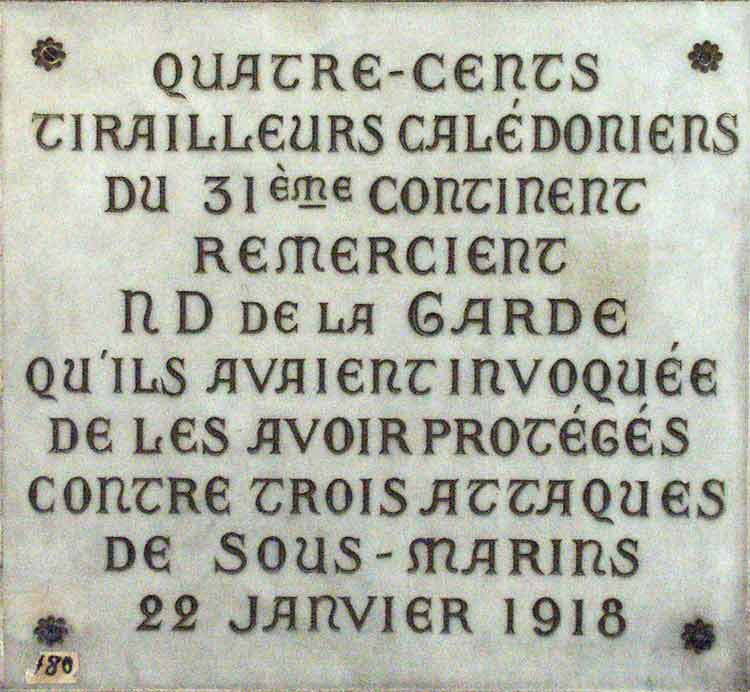 QUATRE-CENTS
TIRAILLEURS CALÉDONIENS
DU 31ÈME CONTINENT
REMERCIENT
N D DE LA GARDE
QU'ILS AVAIENT INVOQUÉE
DE LES AVOIR PROTÉGÉS
CONTRE TROIS ATTAQUES
DE SOUS-MARINS
22 JANVIER 1918
180